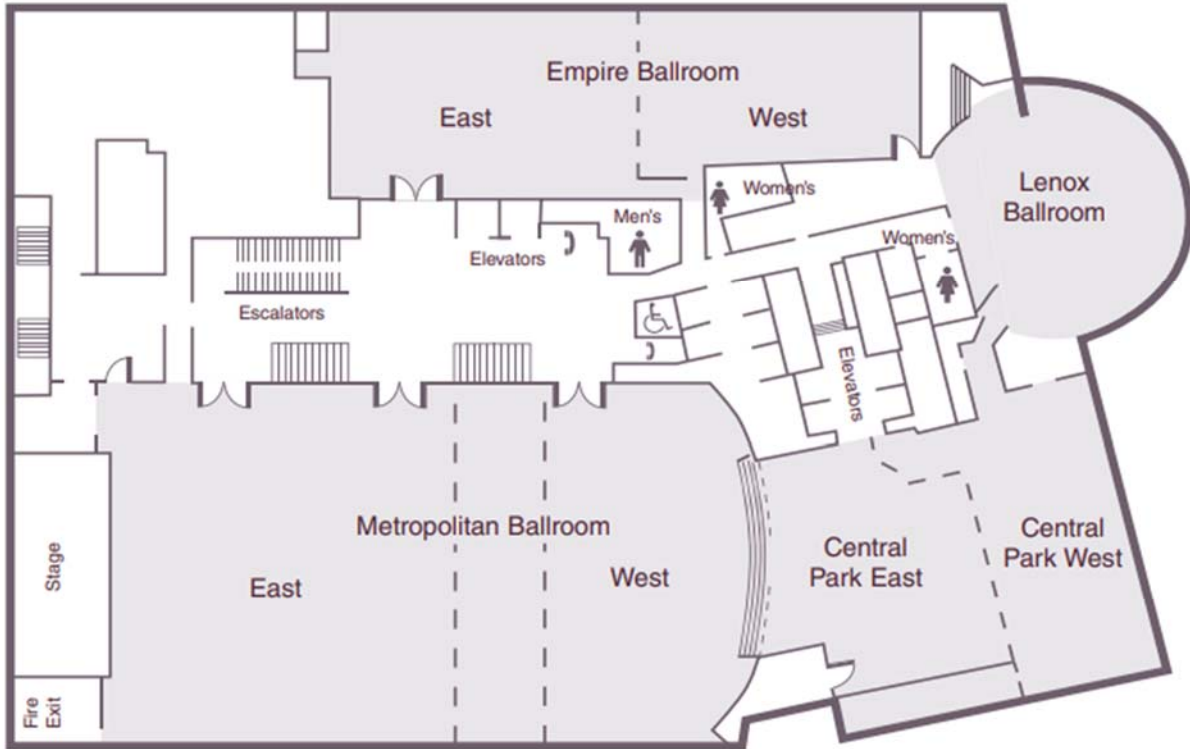 Empire Ballroom
East
West
Women's
Lenox
Ballroom
Men's
Women's
Elevators
Escalators
Elevators
Metropolitan Ballroom
East
West
Central
Park East
Central
Park West
Stage
Fire
Exit